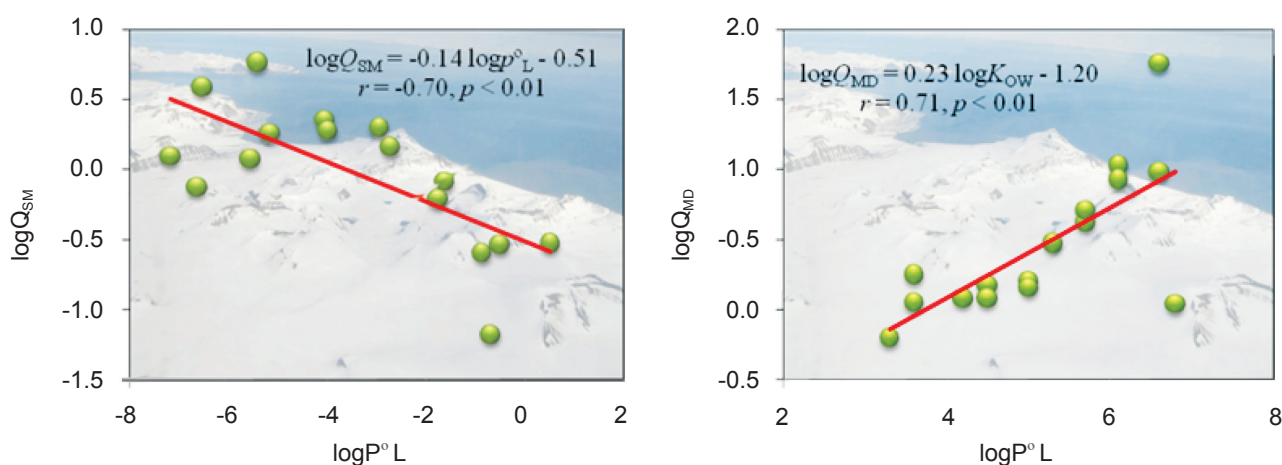 1.0
0.5
0.0
-0.5
-1.0
-1.5
-8
-6
-4
-2
0
2
logQSM
logP° L
logQSM = -0.14 logp°L - 0.51
r = -0.70, p < 0.01
2.0
1.5
1.0
-0.5
0.0
-0.5
2
4
6
8
logQMD
logP° L
logQMD = 0.23 logKOW - 1.20
r = 0.71, p < 0.01